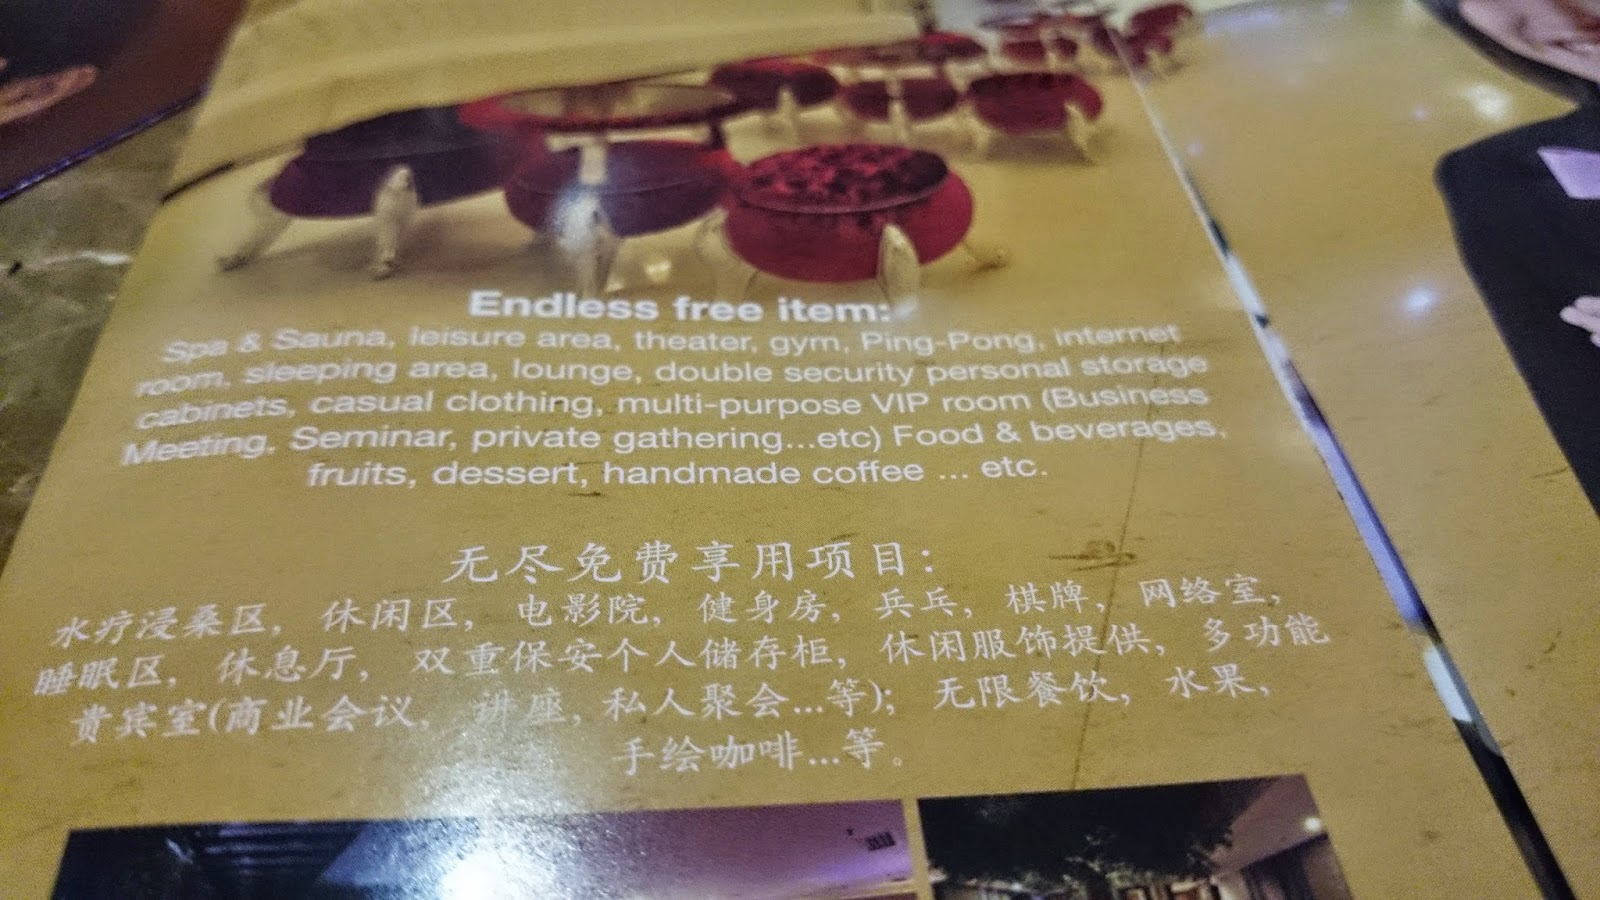 Endless free item:
Spa & Sauna, leisure area, theater, gym, Ping-Pong, internet
room, sleeping area, lounge, double security personal storage
cabinets, casual clothing, multi-purpose VIP room (Business
Meeting, Seminar, private gathering...etc) Food & beverages,
fruits, dessert, handmade coffee ... etc.
无尽免费享用项目：
水疗浸桑区，休闲区，电影院，健身房，兵乓，棋牌，网络室，
睡眠区，休息厅，双重保安个人储存柜，休闲服饰提供，多功能
贵宾室(商业会议，讲座，私人聚会...等)；无限餐饮，水果，
手绘咖啡...等。